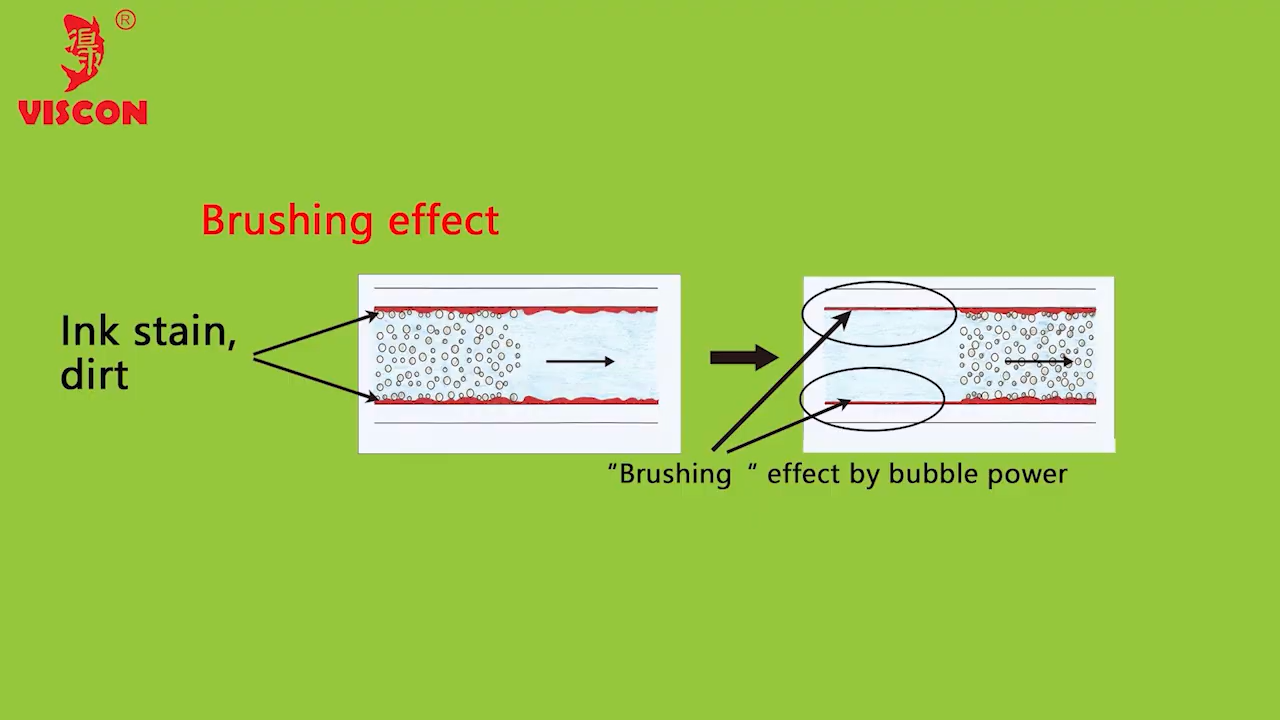 ®
VISCON
Brushing effect
Ink stain,
dirt
"Brushing “ effect by bubble power